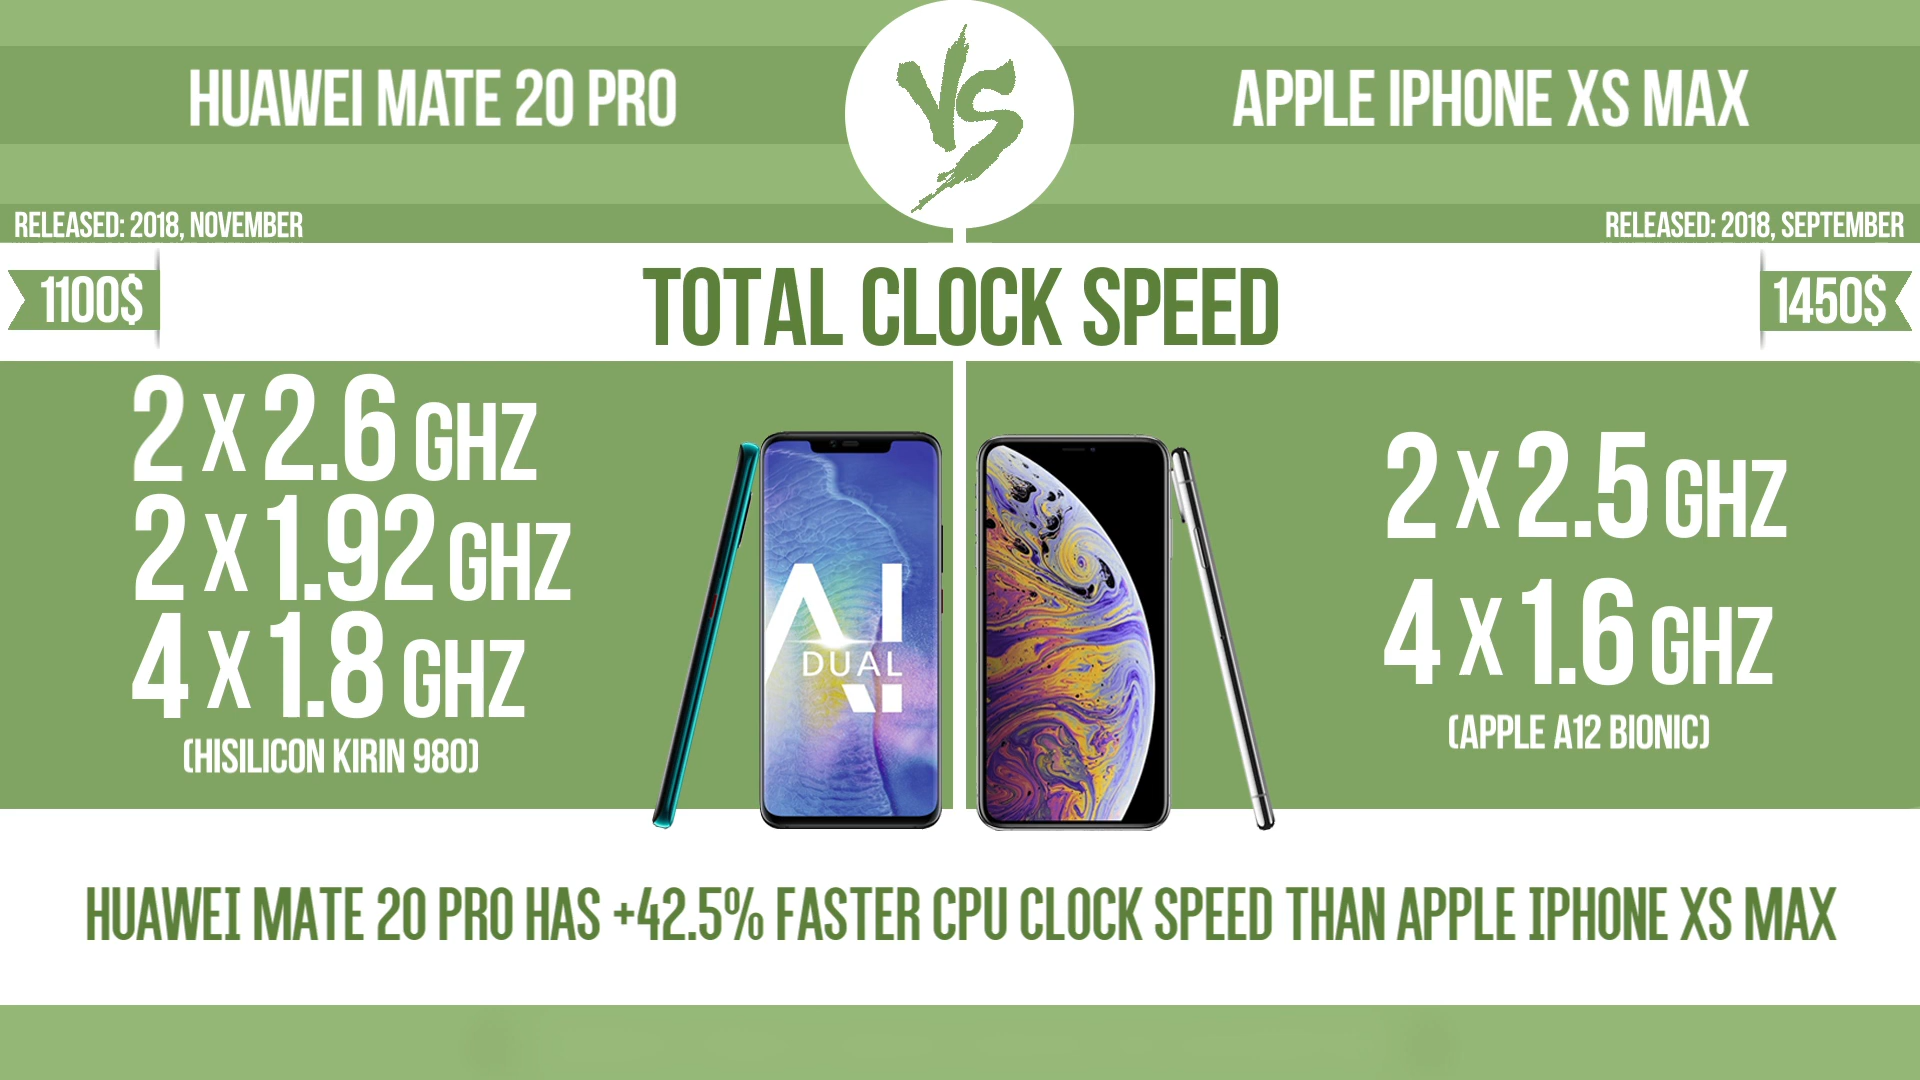 HUAWEI MATE 20 PRO
VS
APPLE IPHONE XS MAX
RELEASED: 2018, NOVEMBER
RELEASED: 2018, SEPTEMBER
1100$
TOTAL CLOCK SPEED
1450$
2 X 2.6 GHZ
2 X 1.92 GHZ
4 X 1.8 GHZ
(HISILICON KIRIN 980)
AI
DUAL
AI
2 X 2.5 GHZ
4 X 1.6 GHZ
(APPLE A12 BIONIC)
HUAWEI MATE 20 PRO HAS +42.5% FASTER CPU CLOCK SPEED THAN APPLE IPHONE XS MAX